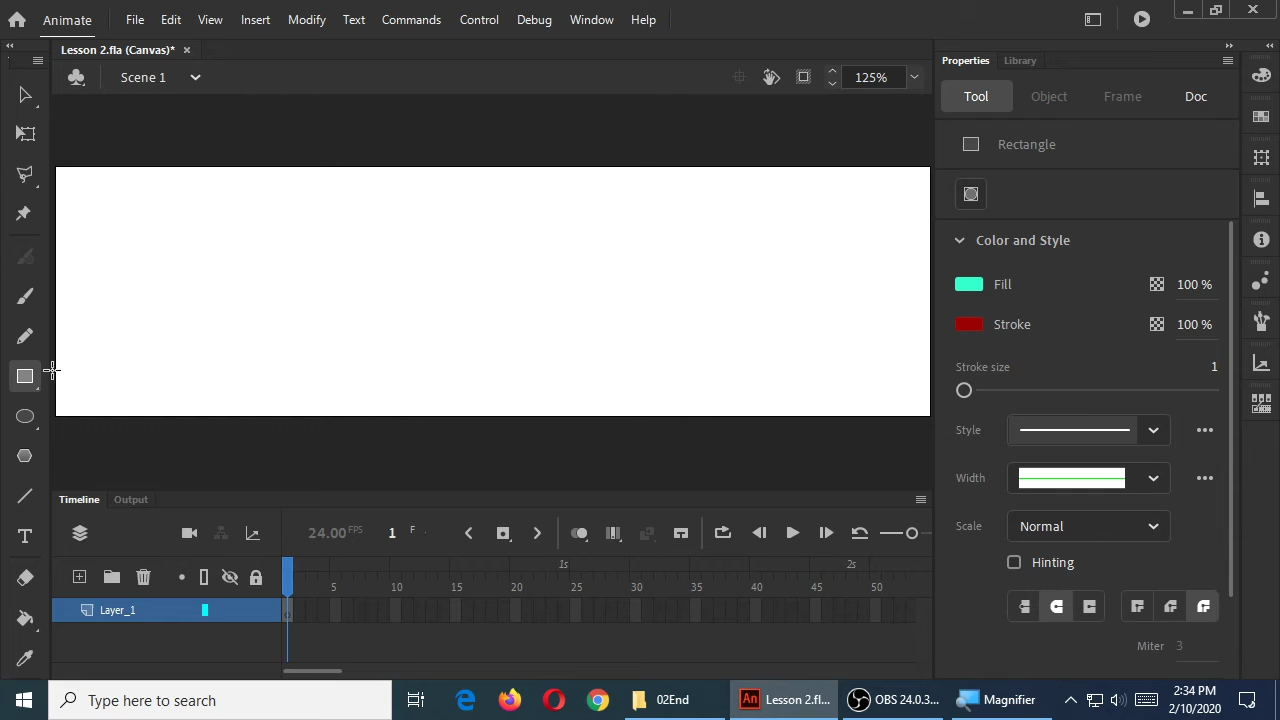 Animate File Edit View Insert Modify Text Commands Control Debug Window Help
Lesson 2.fla (Canvas)*
Scene 1 125%
Properties Library
Tool Object Frame Doc
Rectangle
Color and Style
Fill 100 %
Stroke 100 %
Stroke size 1
Style
Width
Scale Normal
Hinting
Miter 3
Timeline Output
24.00 FPS 1 F
1s 2s
5 10 15 20 25 30 35 40 45 50
Layer_1
Type here to search
02End
An Lesson 2.fl...
OBS 24.0.3...
Magnifier
2:34 PM
2/10/2020